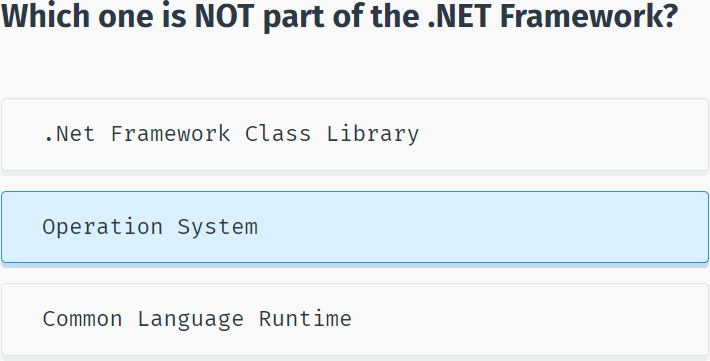 Which one is NOT part of the .NET Framework?
.Net Framework Class Library
Operation System
Common Language Runtime